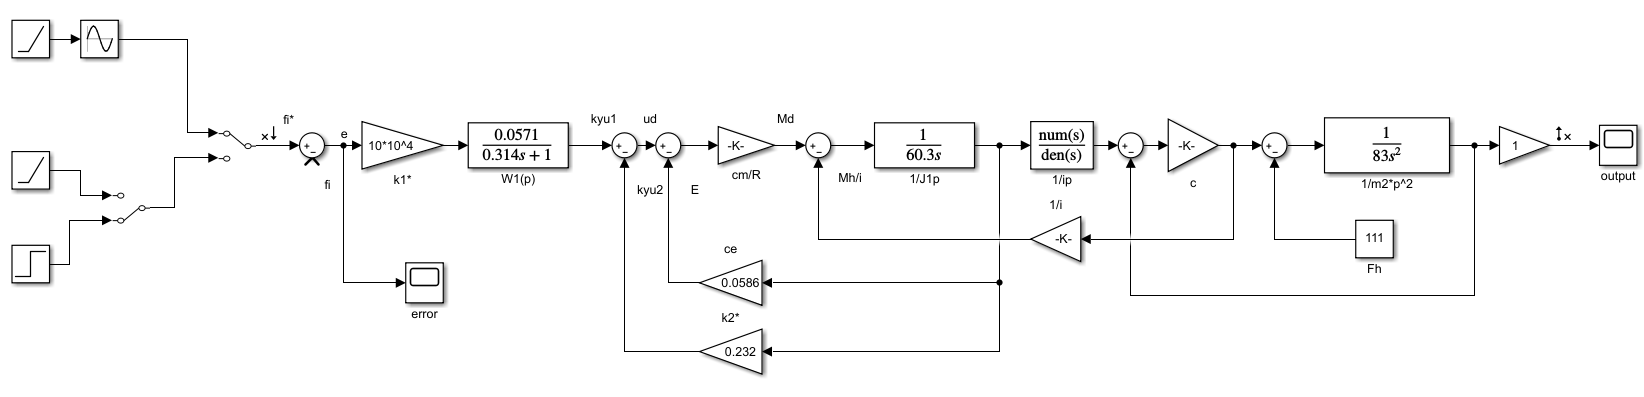 fi*
e
fi
10*10^4
k1*
0.0571
0.314s + 1
W1(p)
kyu1
ud
kyu2
E
-K-
cm/R
Md
Mh/i
1
60.3s
1/J1p
num(s)
den(s)
1/ip
-K-
c
1
83s²
1/m2*p^2
1
output
1/i
-K-
111
Fh
ce
0.0586
error
k2*
0.232